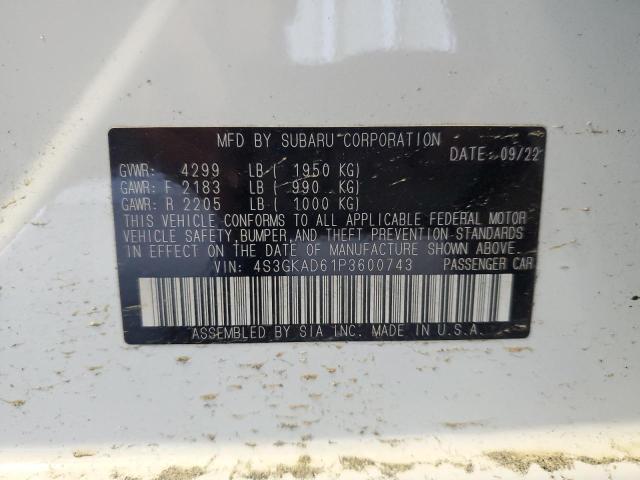 MFD BY SUBARU CORPORATION
DATE: 09/22
GVWR: 4299 LB ( 1950 KG)
GAWR: F 2183 LB ( 990 KG)
GAWR: R 2205 LB ( 1000 KG)
THIS VEHICLE CONFORMS TO ALL APPLICABLE FEDERAL MOTOR
VEHICLE SAFETY, BUMPER, AND THEFT PREVENTION STANDARDS
IN EFFECT ON THE DATE OF MANUFACTURE SHOWN ABOVE.
VIN: 4S3GKAD61P3600743 PASSENGER CAR
ASSEMBLED BY SIA INC. MADE IN U.S.A.